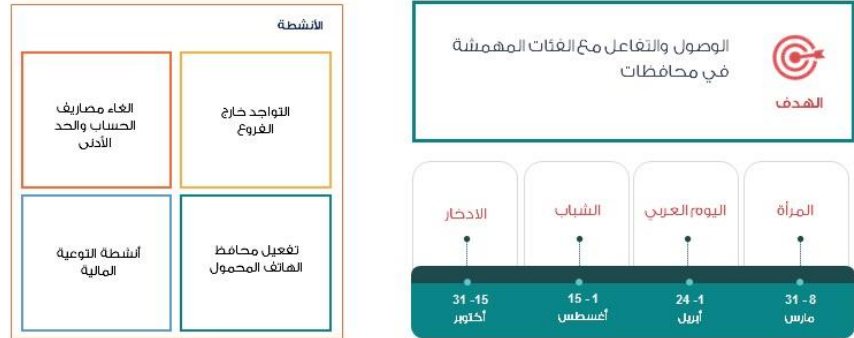 الوصول والتفاعل مع الفئات المهمشة
في محافظات
الهدف
المرأة
اليوم العربي
الشباب
الادخار
8 - 31
مارس
1- 24
أبريل
1 - 15
أغسطس
15- 31
أكتوبر
الأنشطة
التواجد خارج
الفروع
الغاء مصاريف
الحساب والحد
الأدنى
تفعيل محافظ
الهاتف المحمول
أنشطة التوعية
المالية